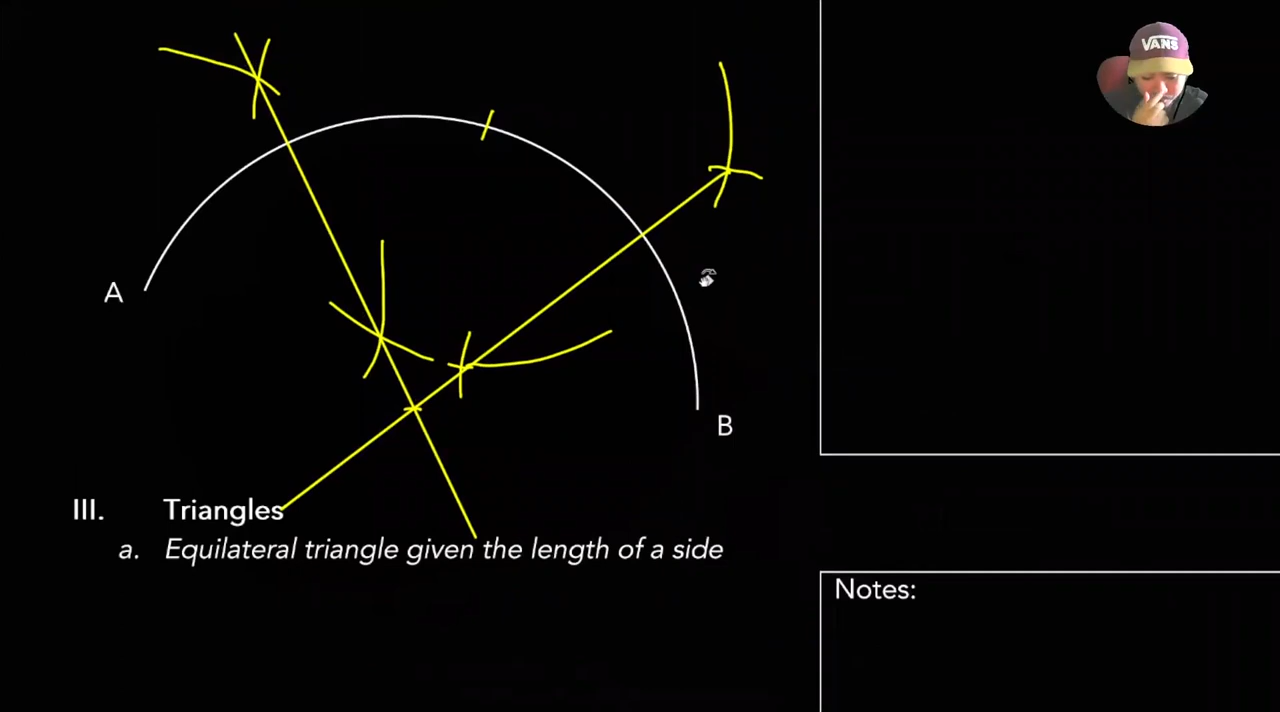 VANS
A
B
III. Triangles
a. Equilateral triangle given the length of a side
Notes: